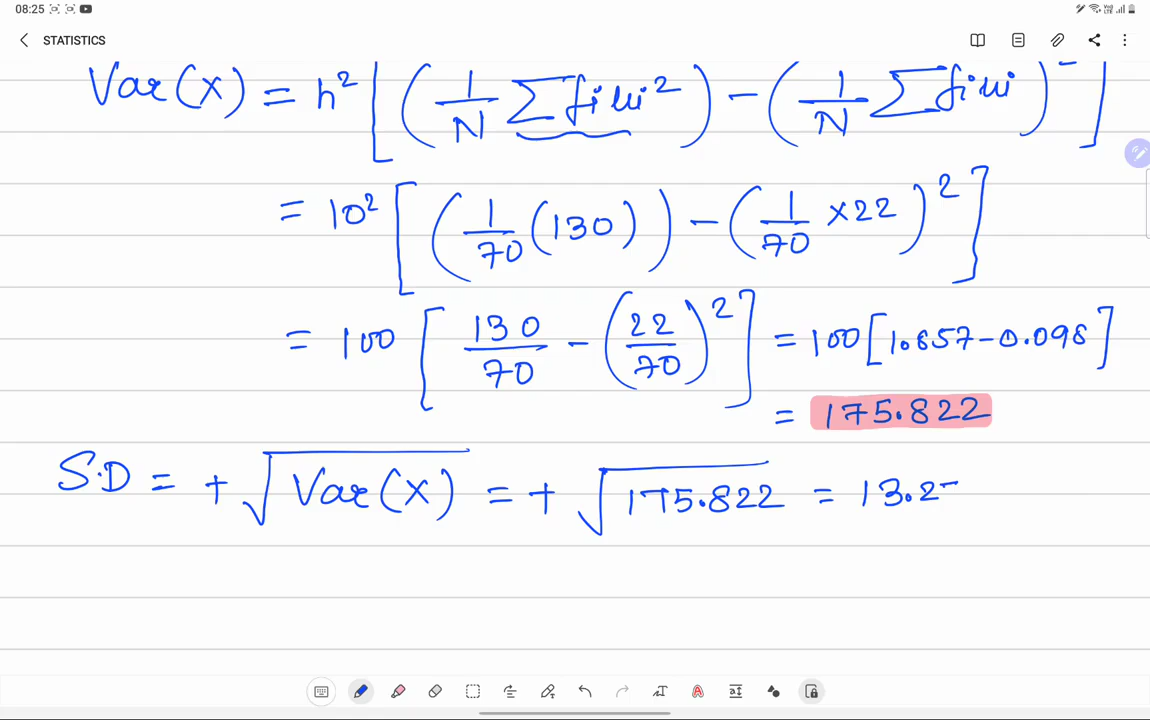 08:25
STATISTICS
Var(X) = h² [ ( 1/N ∑fiui² ) − ( 1/N ∑fiui )² ]
= 10² [ ( 1/70 (130) ) − ( 1/70 ×22 )² ]
= 100 [ 130/70 − ( 22/70 )² ] = 100 [ 1.857 − 0.098 ]
= 175.822
S.D = + √Var(X) = + √175.822 = 13.2